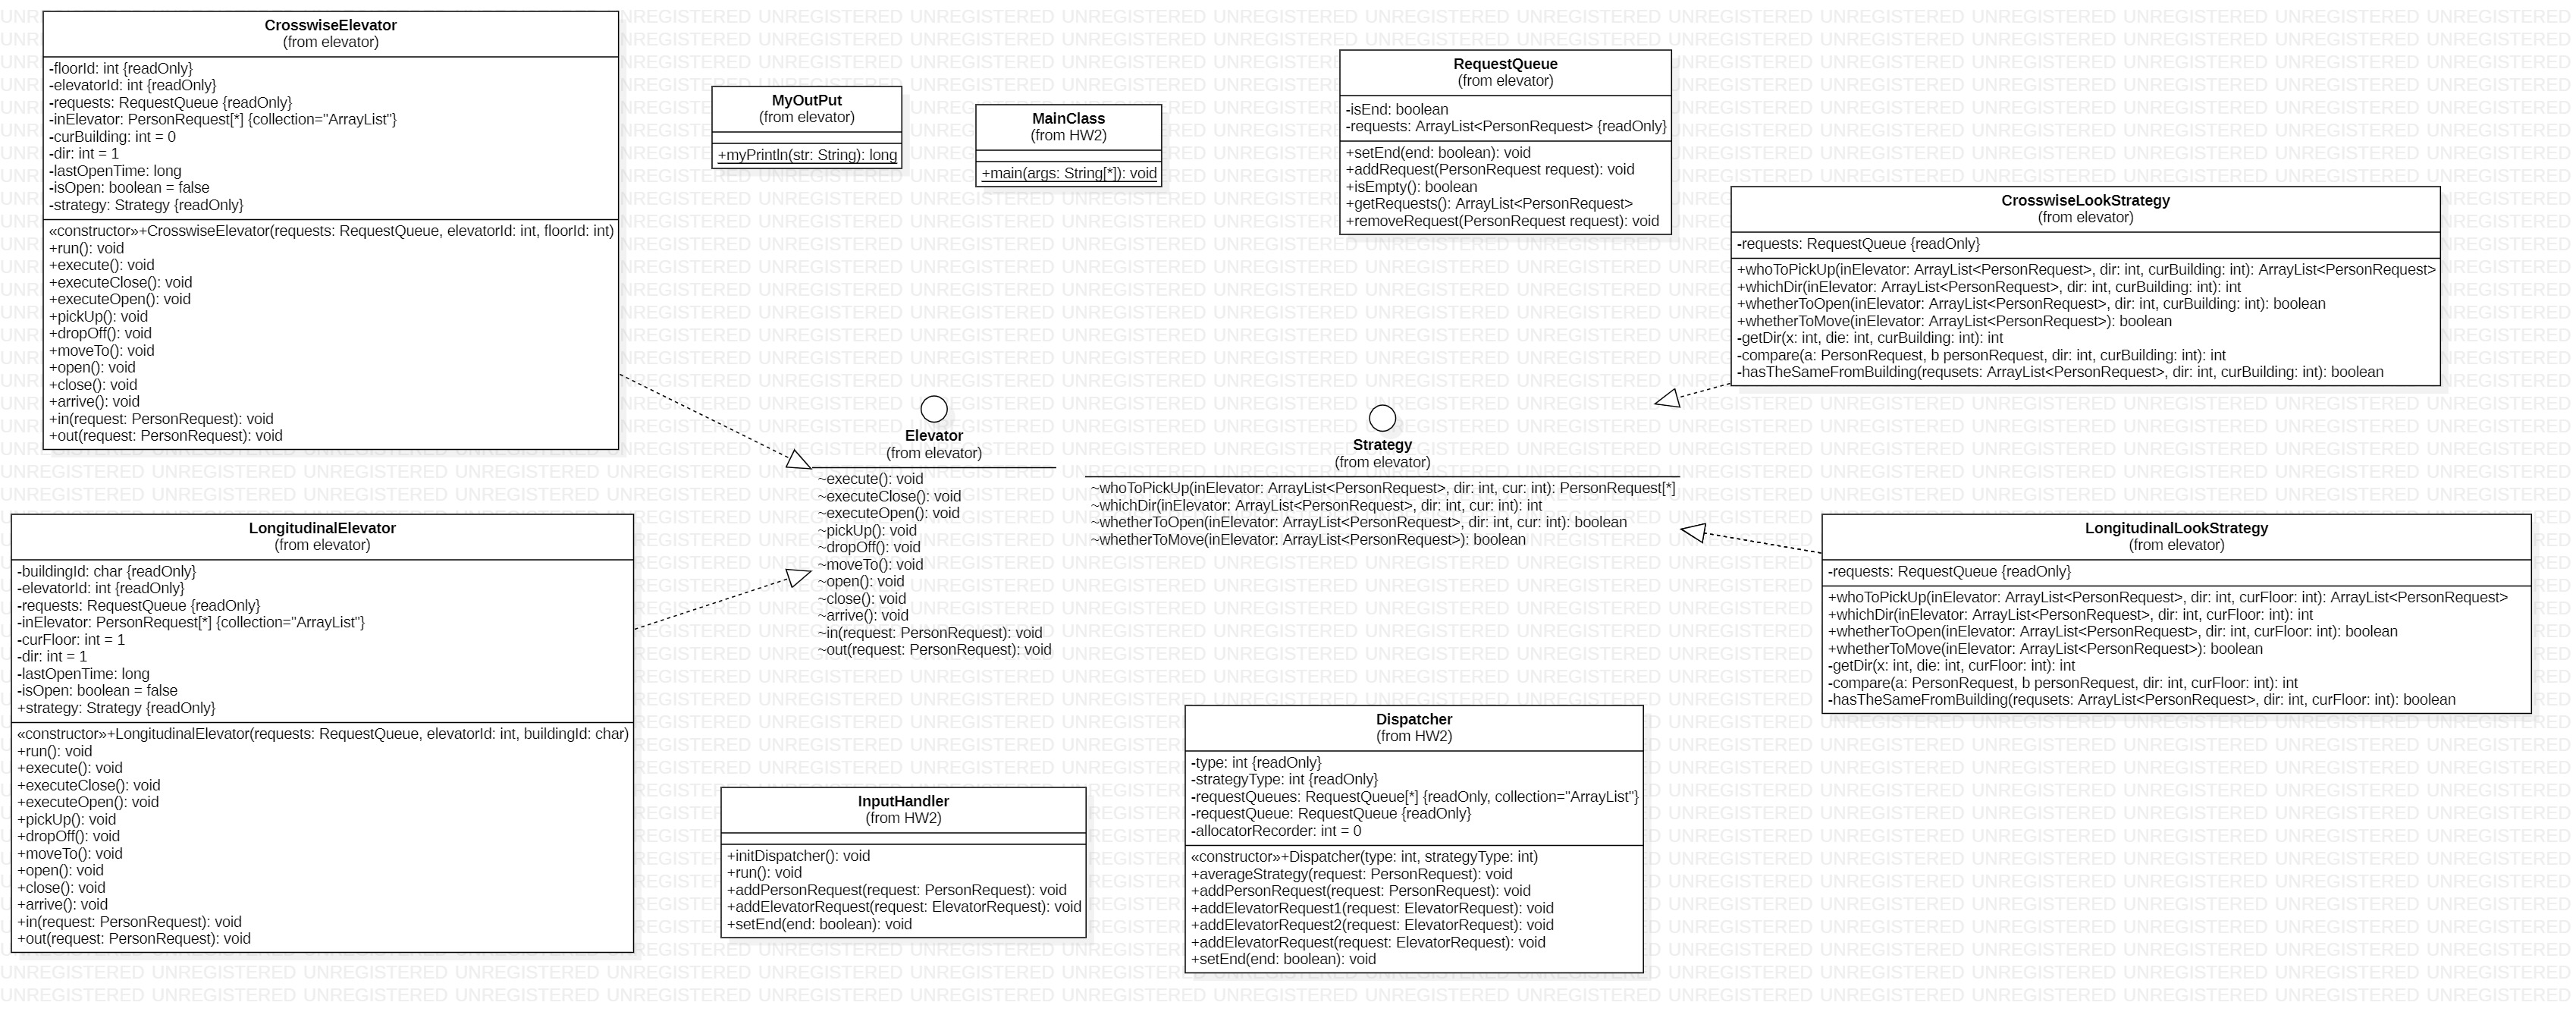 CrosswiseElevator
(from elevator)
-floorId: int {readOnly}
-elevatorId: int {readOnly}
-requests: RequestQueue {readOnly}
-inElevator: PersonRequest[*] {collection="ArrayList"}
-curBuilding: int = 0
-dir: int = 1
-lastOpenTime: long
-isOpen: boolean = false
-strategy: Strategy {readOnly}
«constructor»+CrosswiseElevator(requests: RequestQueue, elevatorId: int, floorId: int)
+run(): void
+execute(): void
+executeClose(): void
+executeOpen(): void
+pickUp(): void
+dropOff(): void
+moveTo(): void
+open(): void
+close(): void
+arrive(): void
+in(request: PersonRequest): void
+out(request: PersonRequest): void
MyOutPut
(from elevator)
+myPrintln(str: String): long
MainClass
(from HW2)
+main(args: String[*]): void
RequestQueue
(from elevator)
-isEnd: boolean
-requests: ArrayList<PersonRequest> {readOnly}
+setEnd(end: boolean): void
+addRequest(PersonRequest request): void
+isEmpty(): boolean
+getRequests(): ArrayList<PersonRequest>
+removeRequest(PersonRequest request): void
CrosswiseLookStrategy
(from elevator)
-requests: RequestQueue {readOnly}
+whoToPickUp(inElevator: ArrayList<PersonRequest>, dir: int, curBuilding: int): ArrayList<PersonRequest>
+whichDir(inElevator: ArrayList<PersonRequest>, dir: int, curBuilding: int): int
+whetherToOpen(inElevator: ArrayList<PersonRequest>, dir: int, curBuilding: int): boolean
+whetherToMove(inElevator: ArrayList<PersonRequest>): boolean
-getDir(x: int, die: int, curBuilding: int): int
-compare(a: PersonRequest, b personRequest, dir: int, curBuilding: int): int
-hasTheSameFromBuilding(requsets: ArrayList<PersonRequest>, dir: int, curBuilding: int): boolean
Elevator
(from elevator)
~execute(): void
~executeClose(): void
~executeOpen(): void
~pickUp(): void
~dropOff(): void
~moveTo(): void
~open(): void
~close(): void
~arrive(): void
~in(request: PersonRequest): void
~out(request: PersonRequest): void
Strategy
(from elevator)
~whoToPickUp(inElevator: ArrayList<PersonRequest>, dir: int, cur: int): PersonRequest[*]
~whichDir(inElevator: ArrayList<PersonRequest>, dir: int, cur: int): int
~whetherToOpen(inElevator: ArrayList<PersonRequest>, dir: int, cur: int): boolean
~whetherToMove(inElevator: ArrayList<PersonRequest>): boolean
LongitudinalElevator
(from elevator)
-buildingId: char {readOnly}
-elevatorId: int {readOnly}
-requests: RequestQueue {readOnly}
-inElevator: PersonRequest[*] {collection="ArrayList"}
-curFloor: int = 1
-dir: int = 1
-lastOpenTime: long
-isOpen: boolean = false
+strategy: Strategy {readOnly}
«constructor»+LongitudinalElevator(requests: RequestQueue, elevatorId: int, buildingId: char)
+run(): void
+execute(): void
+executeClose(): void
+executeOpen(): void
+pickUp(): void
+dropOff(): void
+moveTo(): void
+open(): void
+close(): void
+arrive(): void
+in(request: PersonRequest): void
+out(request: PersonRequest): void
LongitudinalLookStrategy
(from elevator)
-requests: RequestQueue {readOnly}
+whoToPickUp(inElevator: ArrayList<PersonRequest>, dir: int, curFloor: int): ArrayList<PersonRequest>
+whichDir(inElevator: ArrayList<PersonRequest>, dir: int, curFloor: int): int
+whetherToOpen(inElevator: ArrayList<PersonRequest>, dir: int, curFloor: int): boolean
+whetherToMove(inElevator: ArrayList<PersonRequest>): boolean
-getDir(x: int, die: int, curFloor: int): int
-compare(a: PersonRequest, b personRequest, dir: int, curFloor: int): int
-hasTheSameFromBuilding(requsets: ArrayList<PersonRequest>, dir: int, curFloor: int): boolean
InputHandler
(from HW2)
+initDispatcher(): void
+run(): void
+addPersonRequest(request: PersonRequest): void
+addElevatorRequest(request: ElevatorRequest): void
+setEnd(end: boolean): void
Dispatcher
(from HW2)
-type: int {readOnly}
-strategyType: int {readOnly}
-requestQueues: RequestQueue[*] {readOnly, collection="ArrayList"}
-requestQueue: RequestQueue {readOnly}
-allocatorRecorder: int = 0
«constructor»+Dispatcher(type: int, strategyType: int)
+averageStrategy(request: PersonRequest): void
+addPersonRequest(request: PersonRequest): void
+addElevatorRequest1(request: ElevatorRequest): void
+addElevatorRequest2(request: ElevatorRequest): void
+addElevatorRequest(request: ElevatorRequest): void
+setEnd(end: boolean): void
UNREGISTERED